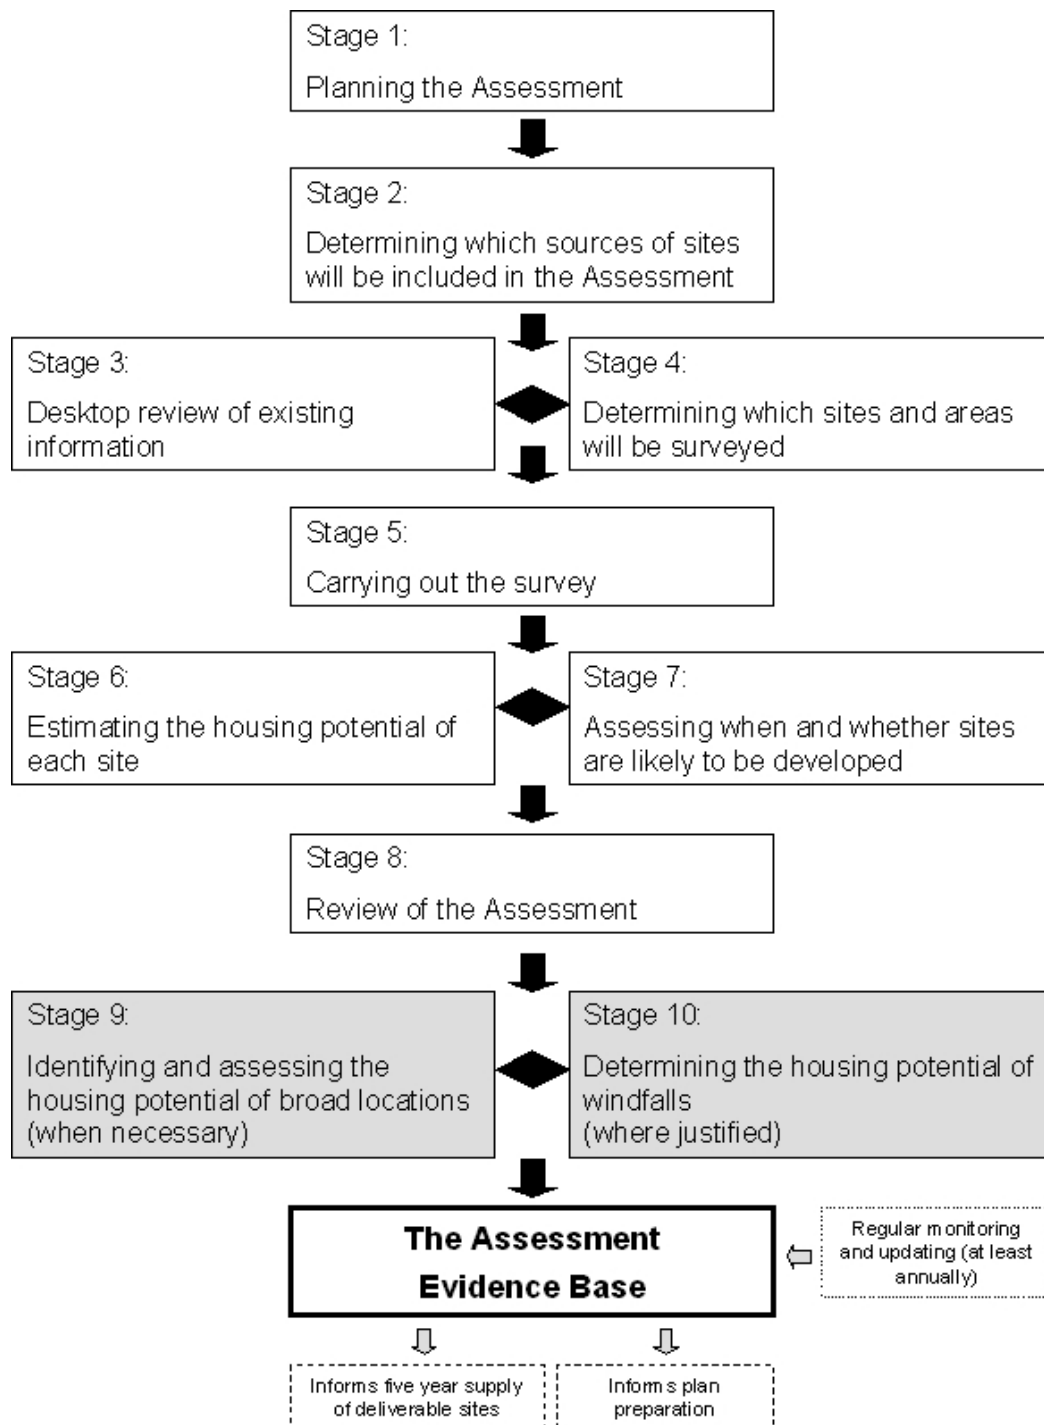 Stage 1:
Planning the Assessment
Stage 2:
Determining which sources of sites
will be included in the Assessment
Stage 3:
Desktop review of existing
information
Stage 4:
Determining which sites and areas
will be surveyed
Stage 5:
Carrying out the survey
Stage 6:
Estimating the housing potential of
each site
Stage 7:
Assessing when and whether sites
are likely to be developed
Stage 8:
Review of the Assessment
Stage 9:
Identifying and assessing the
housing potential of broad locations
(when necessary)
Stage 10:
Determining the housing potential of
windfalls
(where justified)
The Assessment
Evidence Base
Regular monitoring
and updating (at least
annually)
Informs five year supply
of deliverable sites
Informs plan
preparation